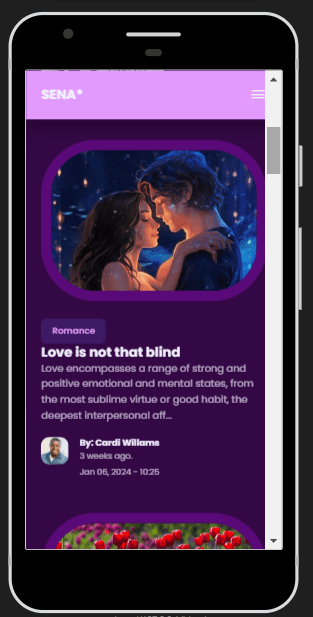 SENA*
Romance
Love is not that blind
Love encompasses a range of strong and
positive emotional and mental states, from
the most sublime virtue or good habit, the
deepest interpersonal aff...
By: Cardi Willams
3 weeks ago.
Jan 06, 2024 - 10:25